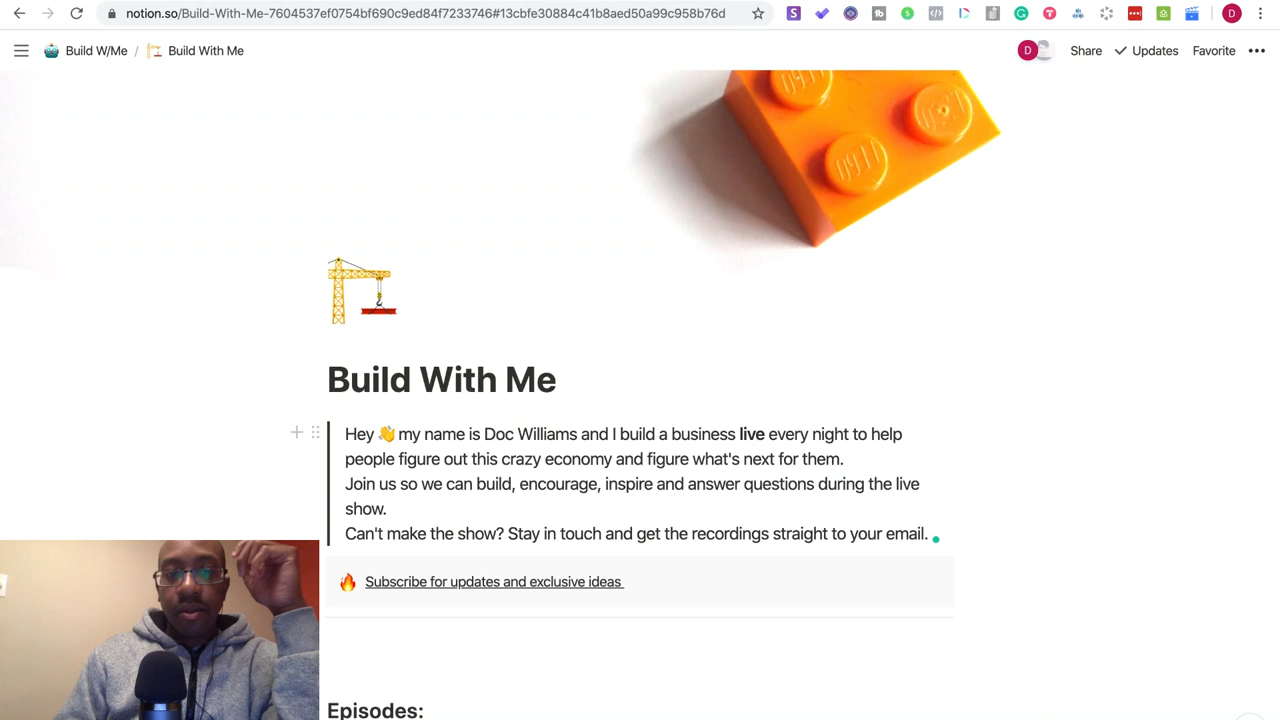 notion.so/Build-With-Me-7604537ef0754bf690c9ed84f7233746#13cbfe30884c41b8aed50a99c958b76d
Build W/Me / Build With Me
D Share Updates Favorite
Build With Me
Hey 👋 my name is Doc Williams and I build a business live every night to help
people figure out this crazy economy and figure what's next for them.
Join us so we can build, encourage, inspire and answer questions during the live
show.
Can't make the show? Stay in touch and get the recordings straight to your email.
🔥 Subscribe for updates and exclusive ideas
Episodes: